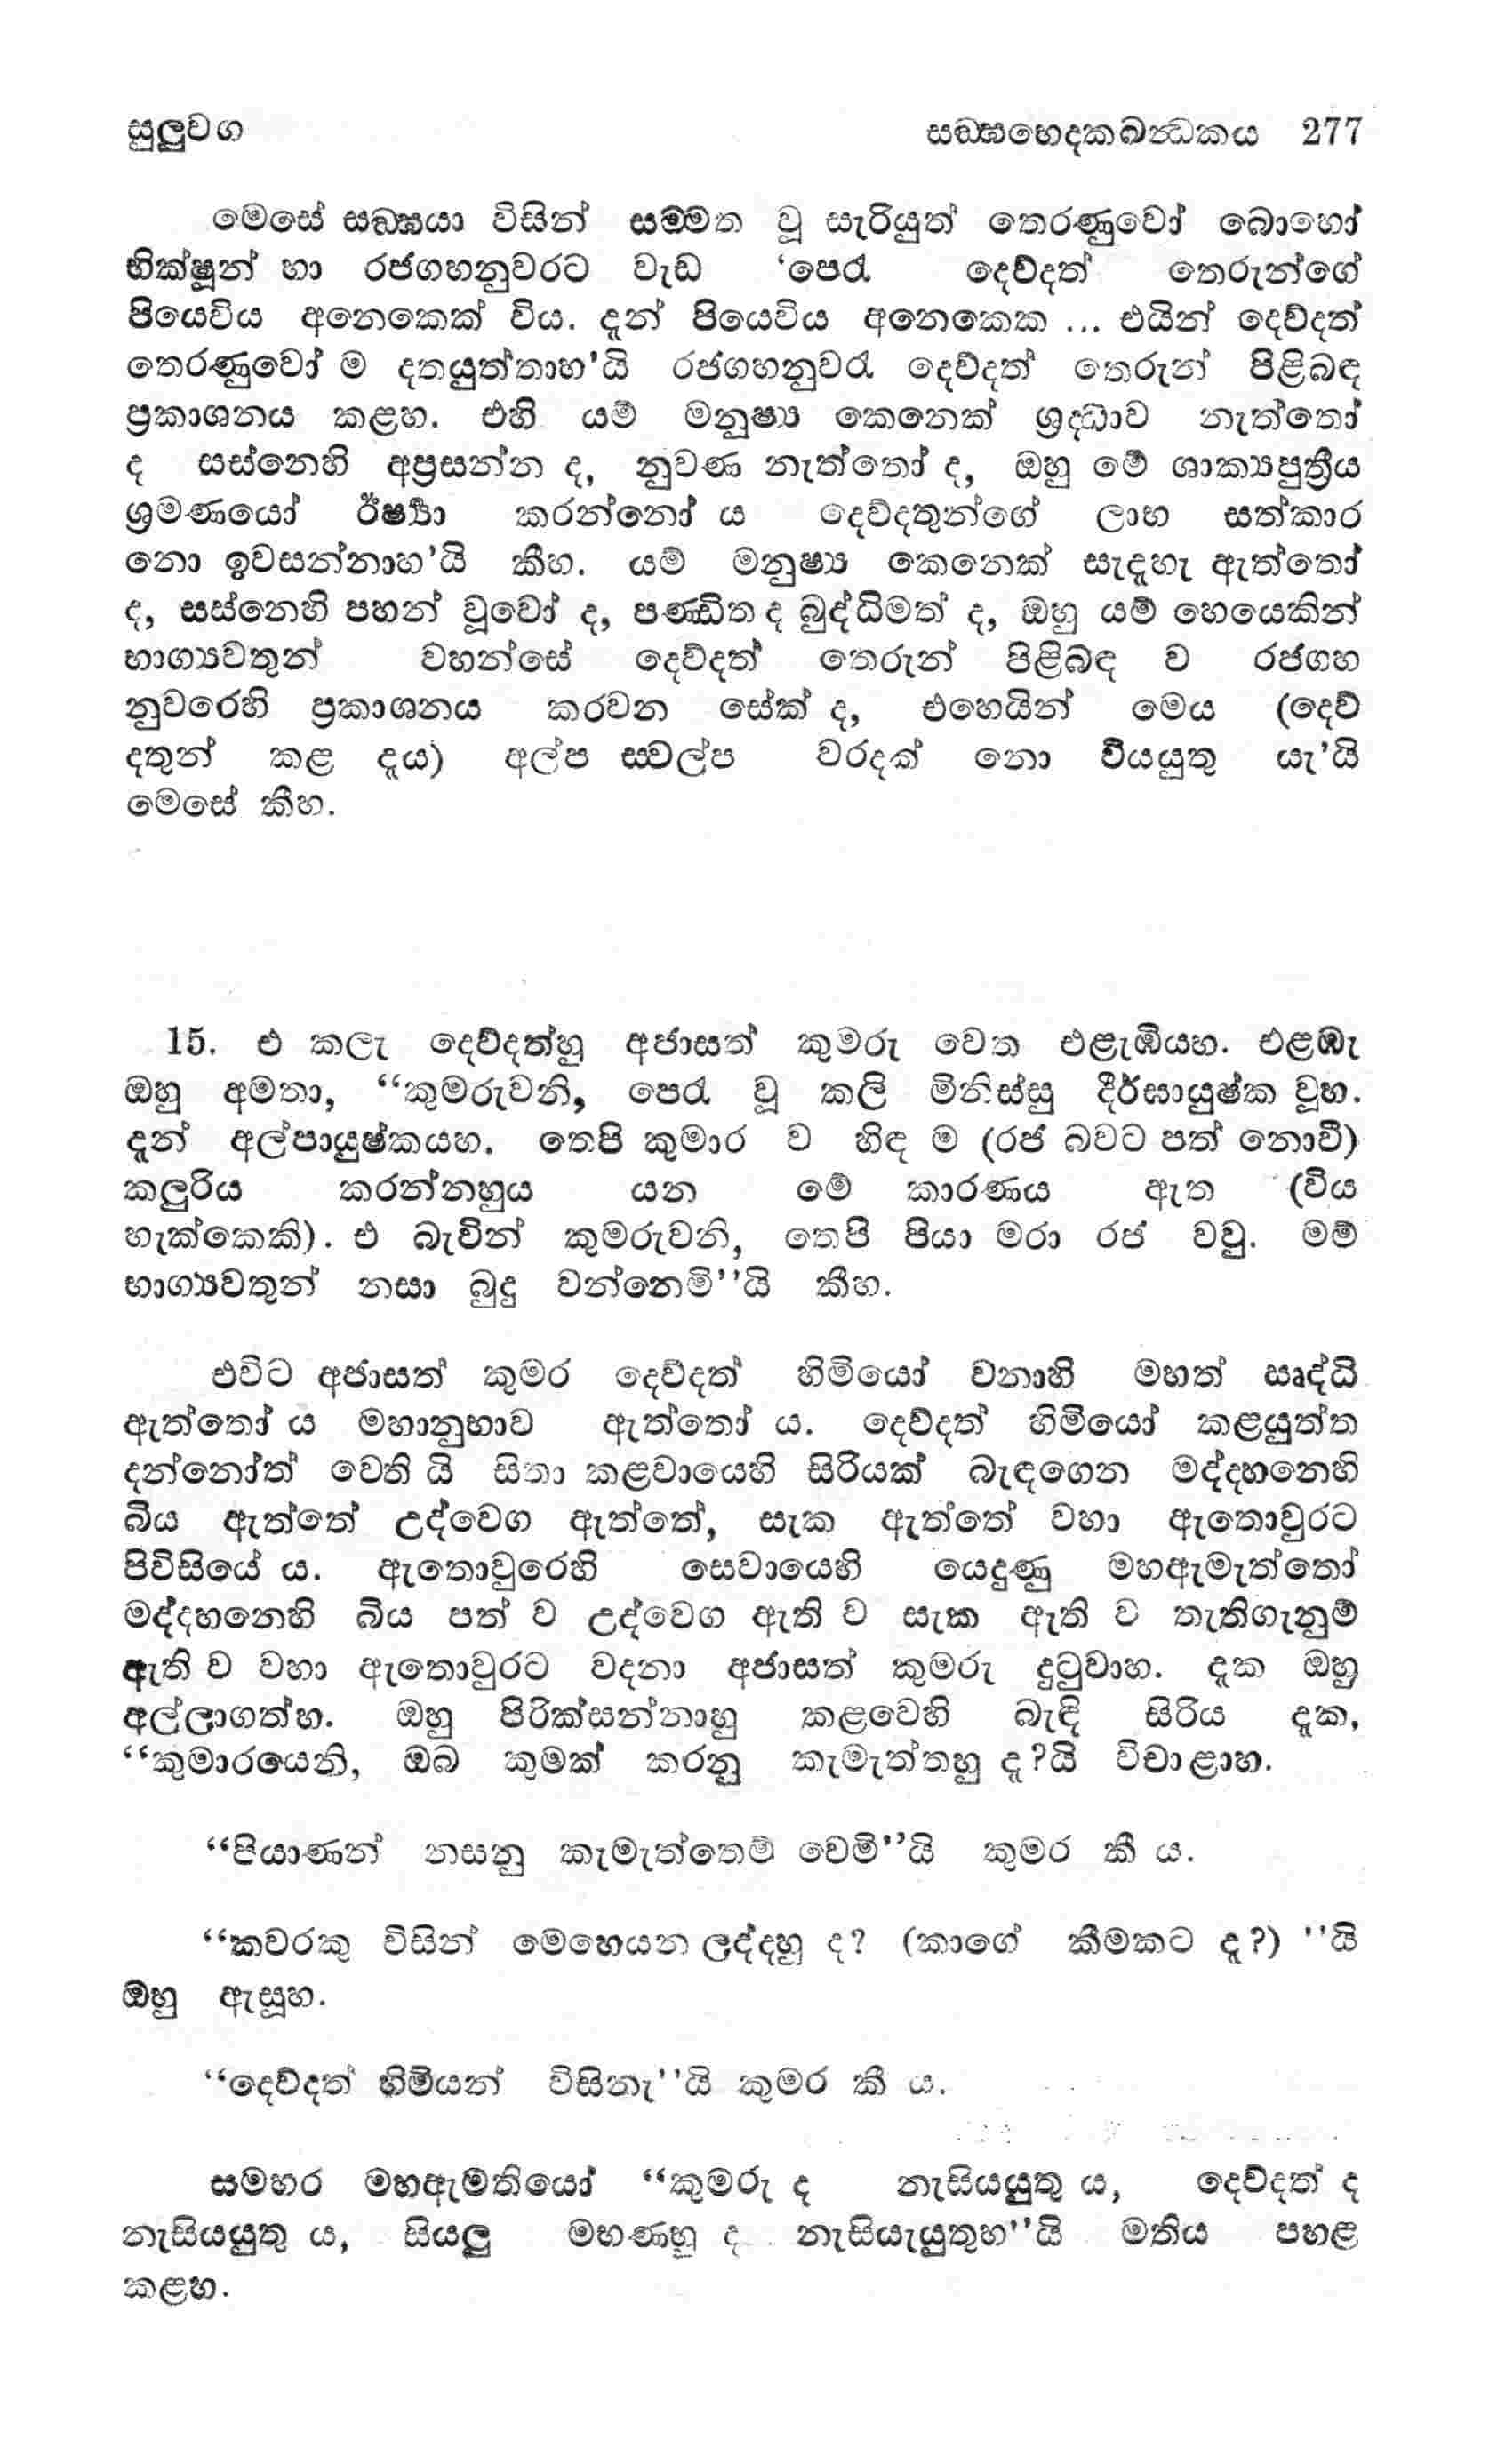 සුලුවග සඞ්ඝභෙදකඛන්ධකය 277
මෙසේ සඞ්ඝයා විසින් සම්මත වූ සැරියුත් තෙරණුවෝ බොහෝ
භික්ෂූන් හා රජගහනුවරට වැඩ ‘පෙරැ දෙව්දත් තෙරුන්ගේ
පියෙවිය අනෙකෙක් විය. දැන් පියෙවිය අනෙකෙක ... එයින් දෙව්දත්
තෙරණුවෝ ම දතයුත්තාහ’යි රජගහනුවරැ දෙව්දත් තෙරුන් පිළිබඳ
ප්‍රකාශනය කළහ. එහි යම් මනුෂ්‍ය කෙනෙක් ශ්‍රද්ධාව නැත්තෝ
ද සස්නෙහි අප්‍රසන්න ද, නුවණ නැත්තෝ ද, ඔහු මේ ශාක්‍යපුත්‍රීය
ශ්‍රමණයෝ ඊර්ෂ්‍යා කරන්නෝ ය දෙව්දතුන්ගේ ලාභ සත්කාර
නො ඉවසන්නාහ’යි කීහ. යම් මනුෂ්‍ය කෙනෙක් සැදැහැ ඇත්තෝ
ද, සස්නෙහි පහන් වූවෝ ද, පණ්ඩිත ද බුද්ධිමත් ද, ඔහු යම් හෙයෙකින්
භාග්‍යවතුන් වහන්සේ දෙව්දත් තෙරුන් පිළිබඳ ව රජගහ
නුවරෙහි ප්‍රකාශනය කරවන සේක් ද, එහෙයින් මෙය (දෙව්
දතුන් කළ දැය) අල්ප ස්වල්ප වරදක් නො වියයුතු යැ’යි
මෙසේ කීහ.
15. එ කලැ දෙව්දත්හු අජාසත් කුමරු වෙත එළැඹියහ. එළඹැ
ඔහු අමතා, “කුමරුවනි, පෙරැ වූ කලි මිනිස්සු දීර්ඝායුෂ්ක වූහ.
දැන් අල්පායුෂ්කයහ. තෙපි කුමාර ව හිඳ ම (රජ බවට පත් නොවී)
කලුරිය කරන්නහුය යන මේ කාරණය ඇත (විය
හැක්කෙකි). එ බැවින් කුමරුවනි, තෙපි පියා මරා රජ වවු. මම්
භාග්‍යවතුන් නසා බුදු වන්නෙමි”යි කීහ.
එවිට අජාසත් කුමර දෙව්දත් හිමියෝ වනාහි මහත් සෘද්ධි
ඇත්තෝ ය මහානුභාව ඇත්තෝ ය. දෙව්දත් හිමියෝ කළයුත්ත
දන්නෝත් වෙති යි සිතා කළවායෙහි සිරියක් බැඳගෙන මද්දහනෙහි
බිය ඇත්තේ උද්වෙග ඇත්තේ, සැක ඇත්තේ වහා ඇතොවුරට
පිවිසියේ ය. ඇතොවුරෙහි සෙවායෙහි යෙදුණු මහඇමැත්තෝ
මද්දහනෙහි බිය පත් ව උද්වෙග ඇති ව සැක ඇති ව තැතිගැනුම්
ඇති ව වහා ඇතොවුරට වදනා අජාසත් කුමරු දුටුවාහ. දැක ඔහු
අල්ලාගත්හ. ඔහු පිරික්සන්නාහු කළවෙහි බැඳි සිරිය දැක,
“කුමාරයෙනි, ඔබ කුමක් කරනු කැමැත්තහු දැ?යි විචාළාහ.
“පියාණන් නසනු කැමැත්තෙම් වෙමි”යි කුමර කී ය.
“කවරකු විසින් මෙහෙයන ලද්දහු ද? (කාගේ කීමකට දැ?) ”යි
ඔහු ඇසූහ.
“දෙව්දත් හිමියන් විසිනැ”යි කුමර කී ය.
සමහර මහඇමතියෝ “කුමරු ද නැසියයුතු ය, දෙව්දත් ද
නැසියයුතු ය, සියලු මහණහු ද නැසියැයුතුහ”යි මතිය පහළ
කළහ.